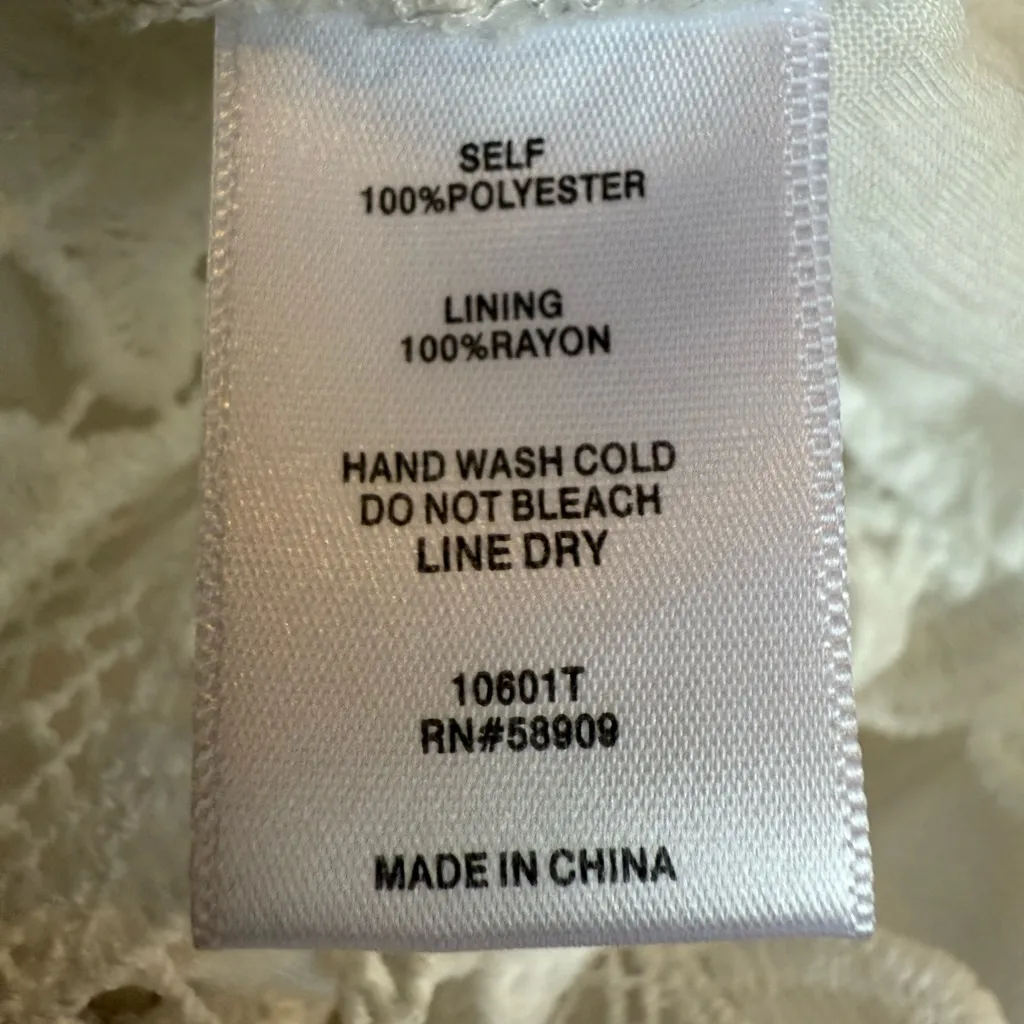 SELF
100%POLYESTER
LINING
100%RAYON
HAND WASH COLD
DO NOT BLEACH
LINE DRY
10601T
RN#58909
MADE IN CHINA